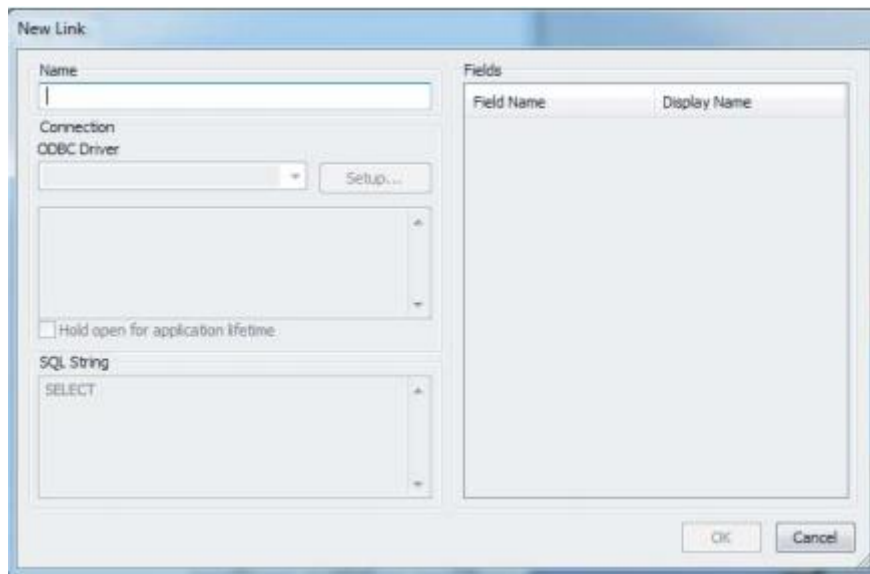 New Link
Name
Connection
ODBC Driver
Setup...
Hold open for application lifetime
SQL String
SELECT
Fields
Field Name Display Name
OK Cancel